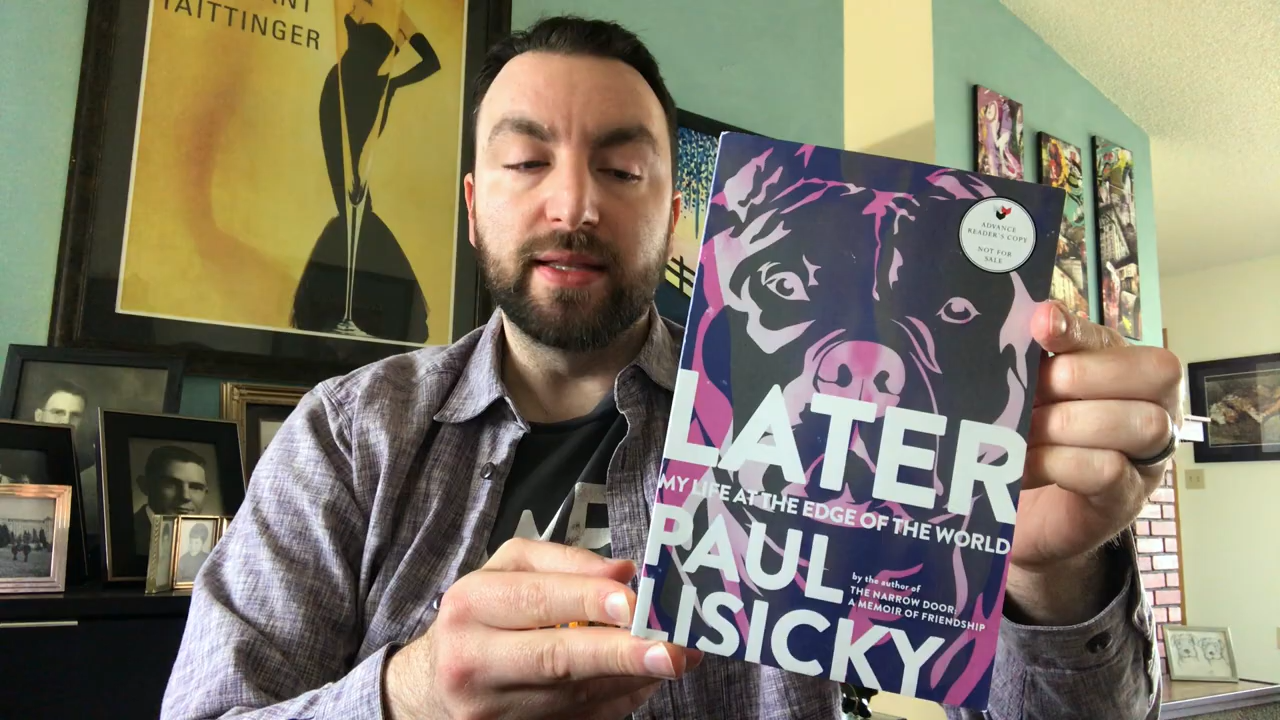 TAITTINGER
ADVANCE
READER'S COPY
NOT FOR
SALE
LATER
MY LIFE AT THE EDGE OF THE WORLD
PAUL
LISICKY
by the author of
THE NARROW DOOR:
A MEMOIR OF FRIENDSHIP